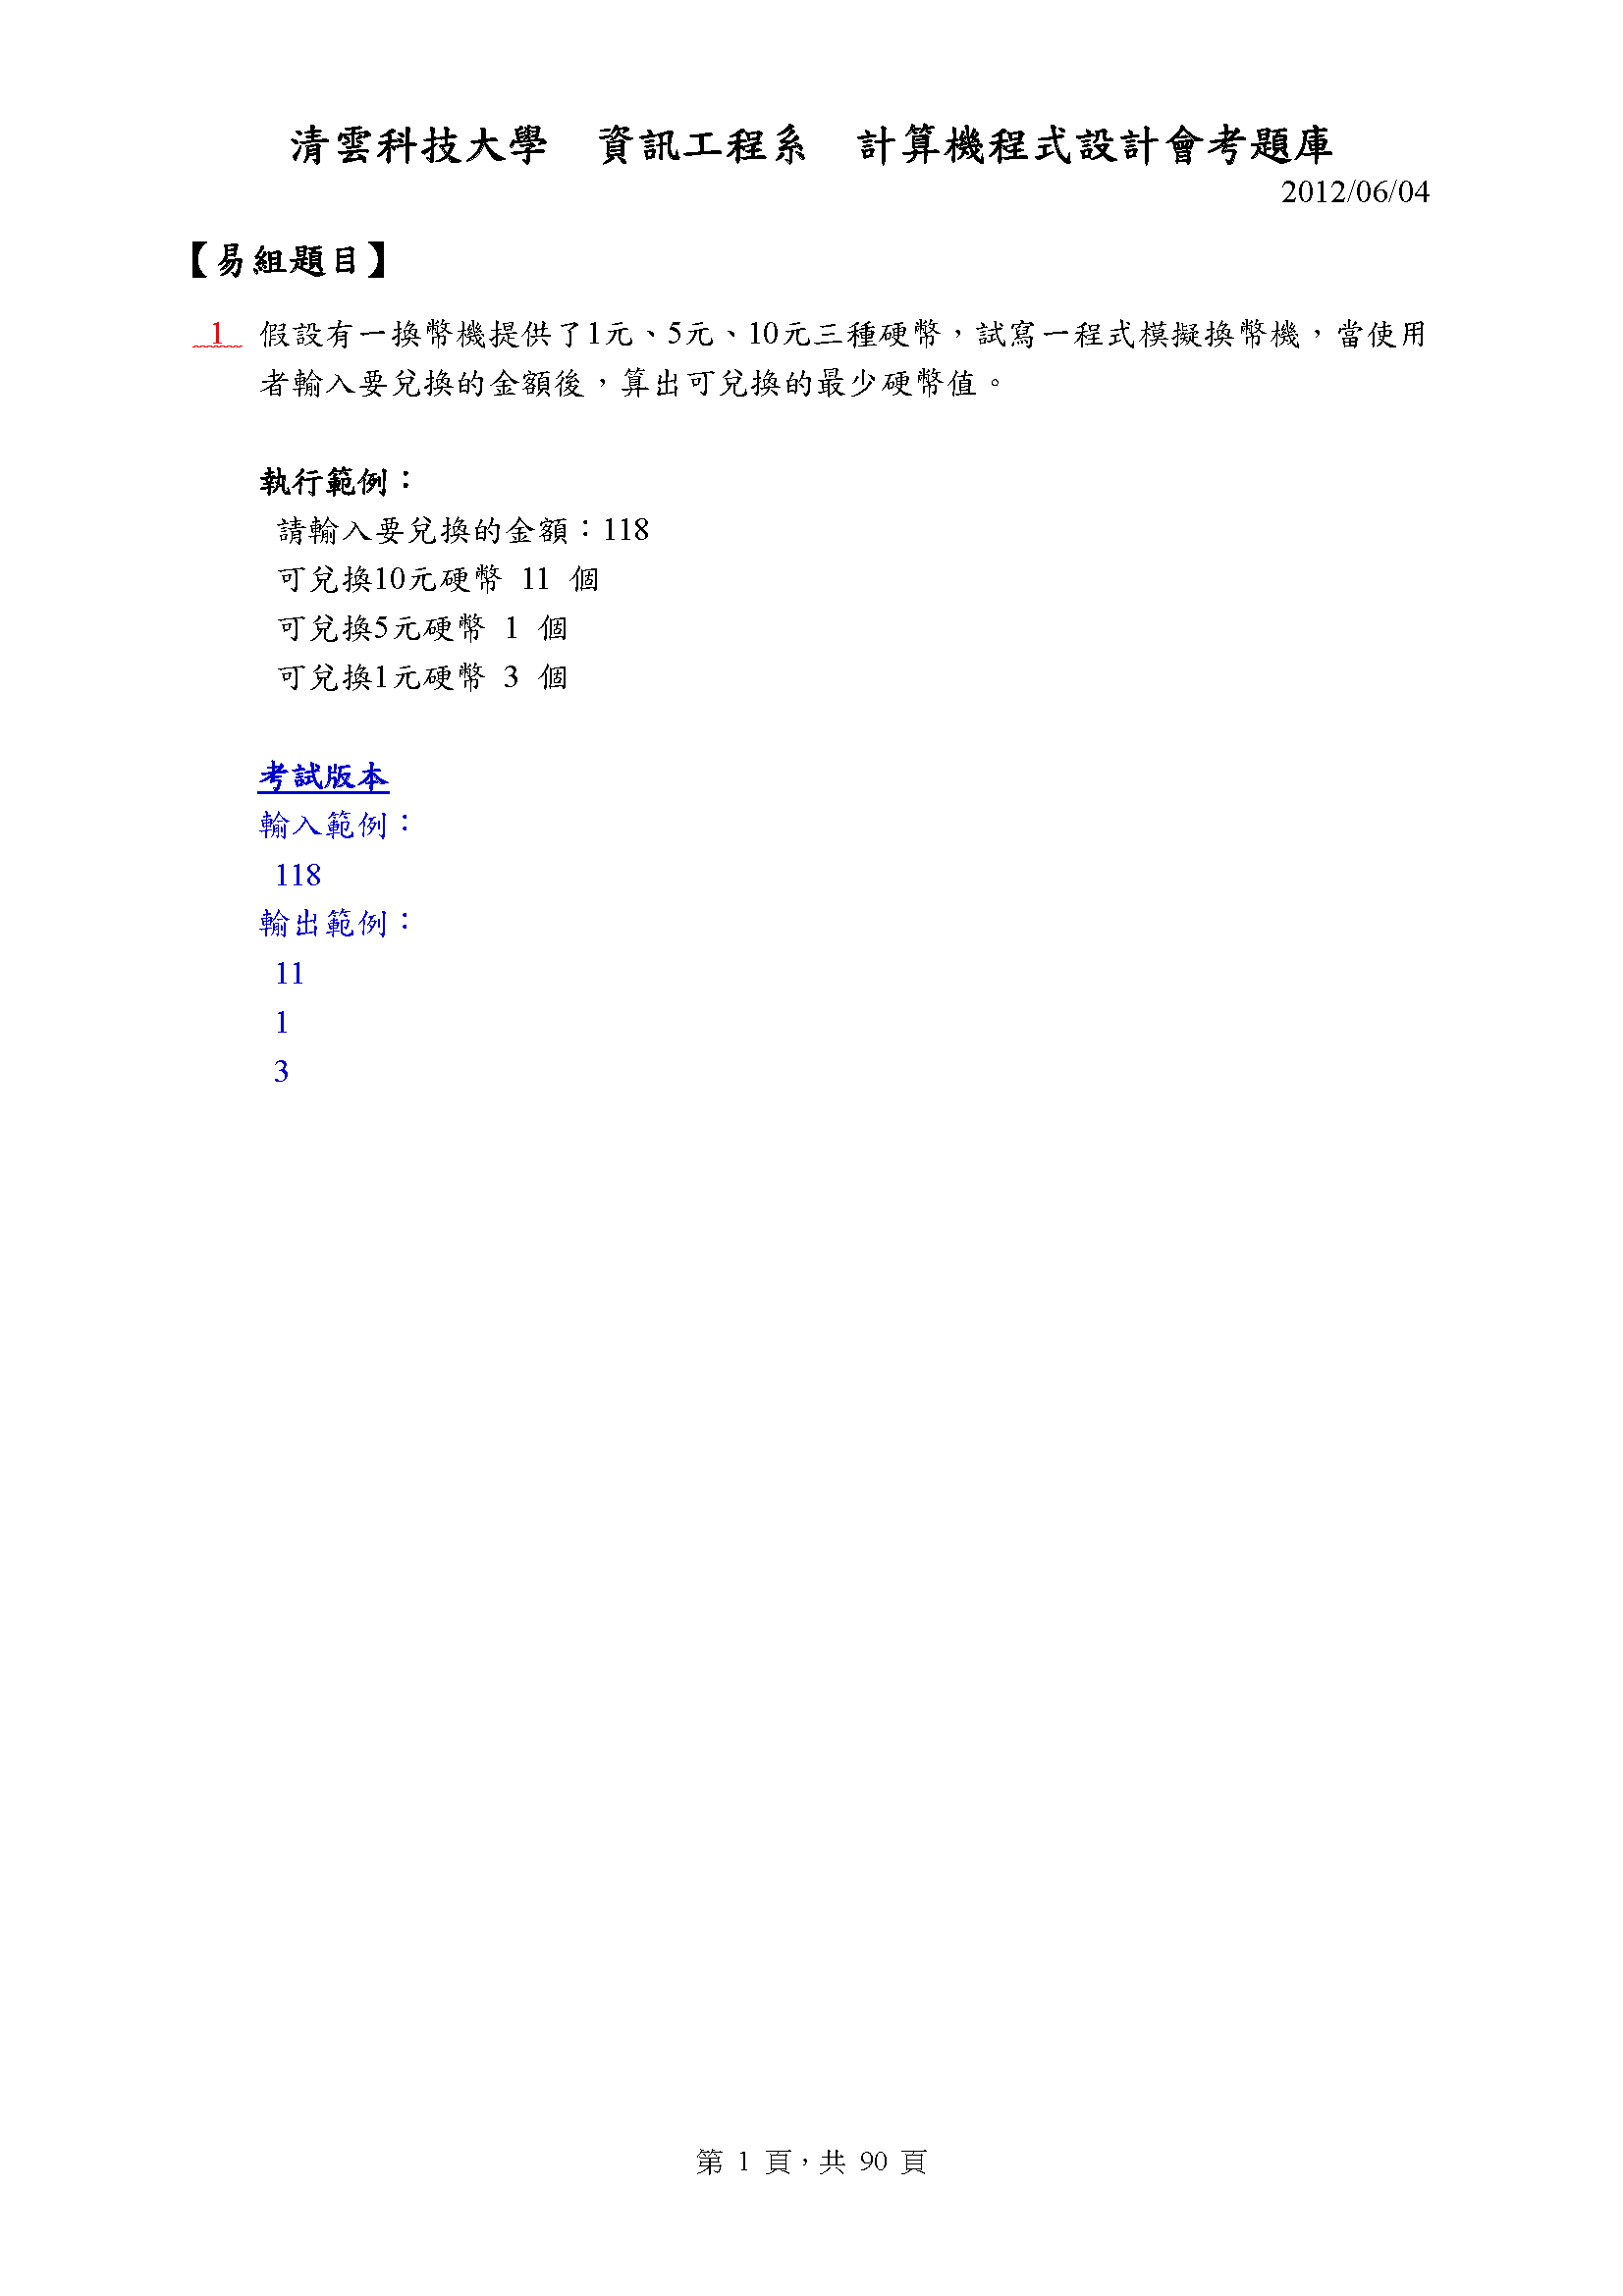 清雲科技大學　資訊工程系　計算機程式設計會考題庫
2012/06/04
【易組題目】
1 假設有一換幣機提供了1元、5元、10元三種硬幣，試寫一程式模擬換幣機，當使用
者輸入要兌換的金額後，算出可兌換的最少硬幣值。
執行範例：
請輸入要兌換的金額：118
可兌換10元硬幣 11 個
可兌換5元硬幣 1 個
可兌換1元硬幣 3 個
考試版本
輸入範例：
118
輸出範例：
11
1
3
第 1 頁，共 90 頁